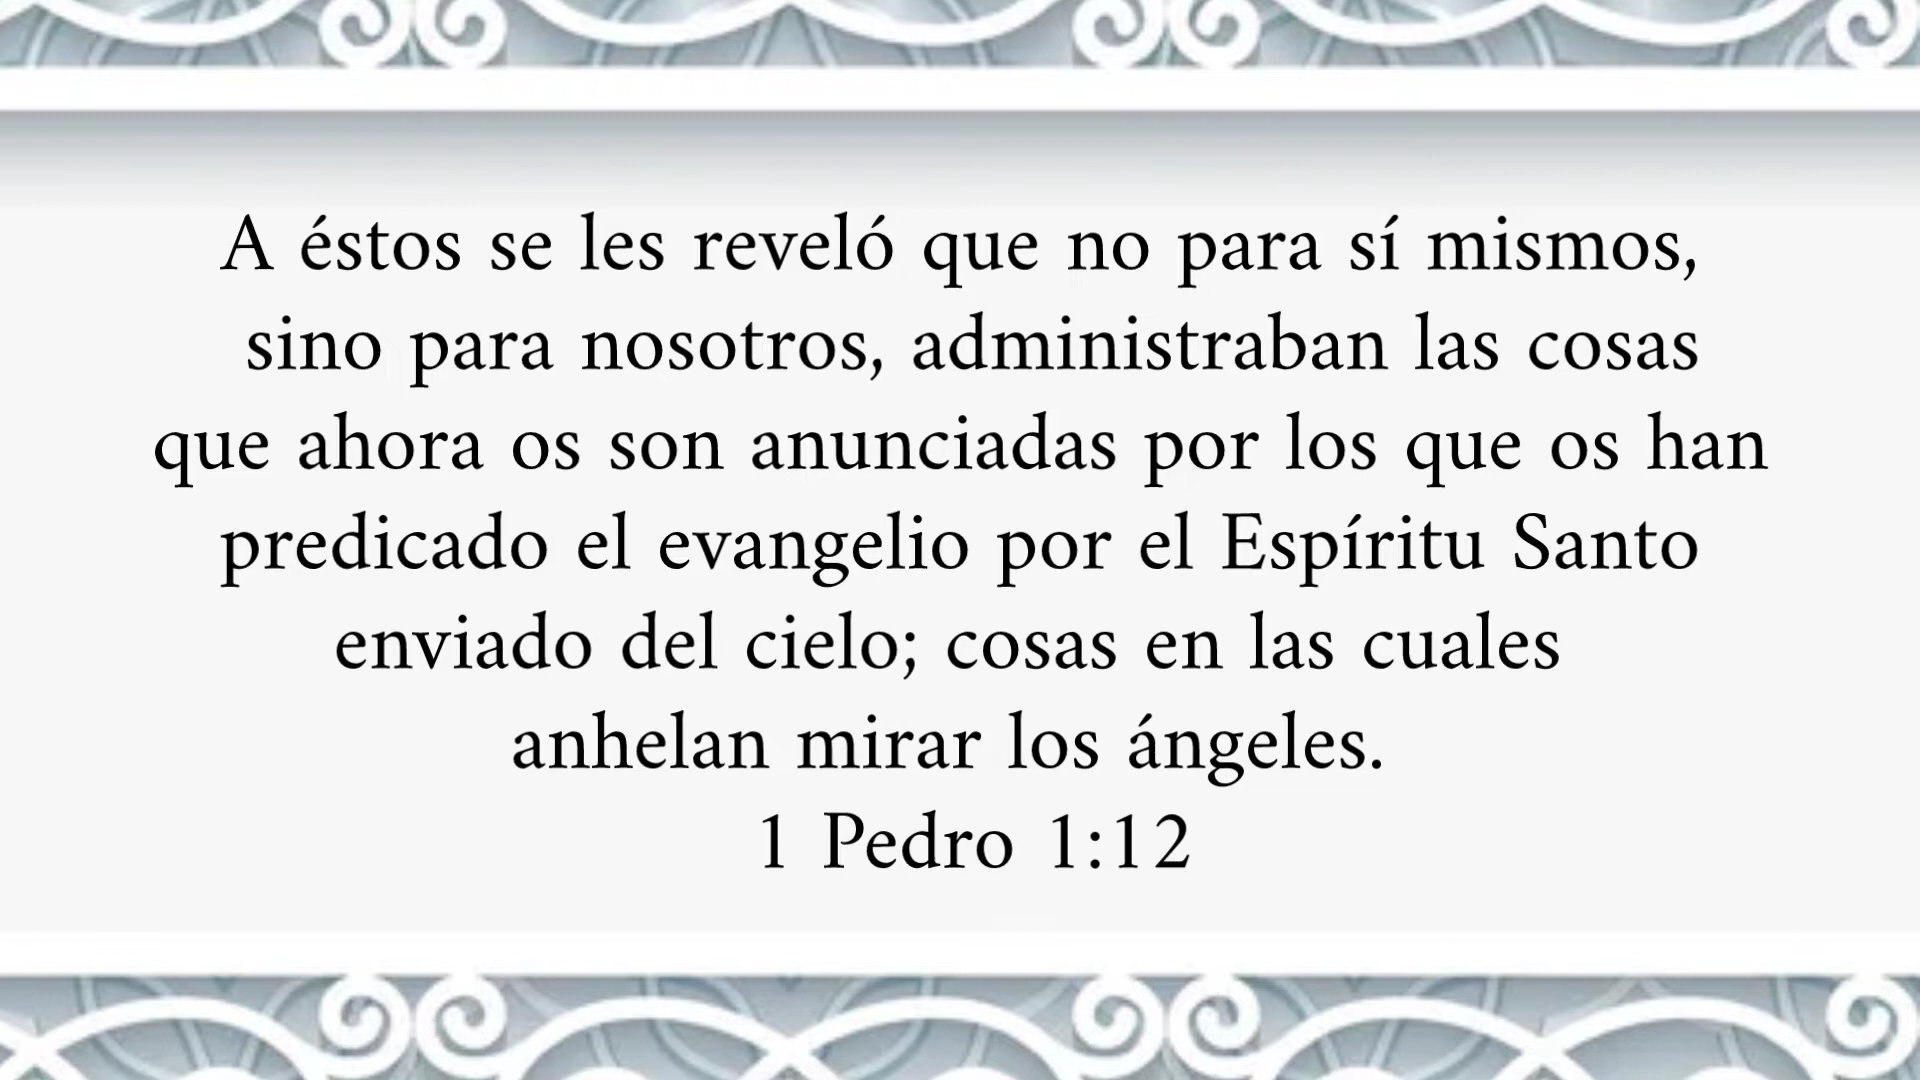 A éstos se les reveló que no para sí mismos,
sino para nosotros, administraban las cosas
que ahora os son anunciadas por los que os han
predicado el evangelio por el Espíritu Santo
enviado del cielo; cosas en las cuales
anhelan mirar los ángeles.
1 Pedro 1:12